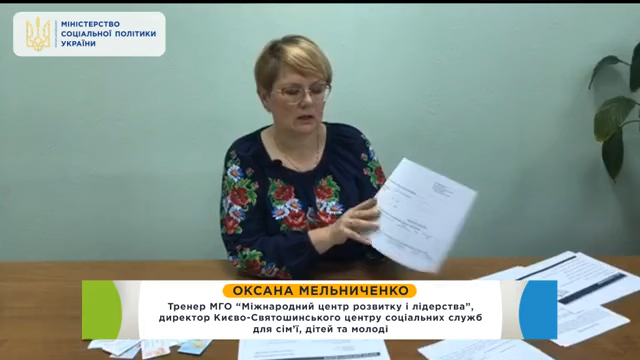 МІНІСТЕРСТВО
СОЦІАЛЬНОЇ ПОЛІТИКИ
УКРАЇНИ
ОКСАНА МЕЛЬНИЧЕНКО
Тренер МГО "Міжнародний центр розвитку і лідерства",
директор Києво-Святошинського центру соціальних служб
для сім'ї, дітей та молоді